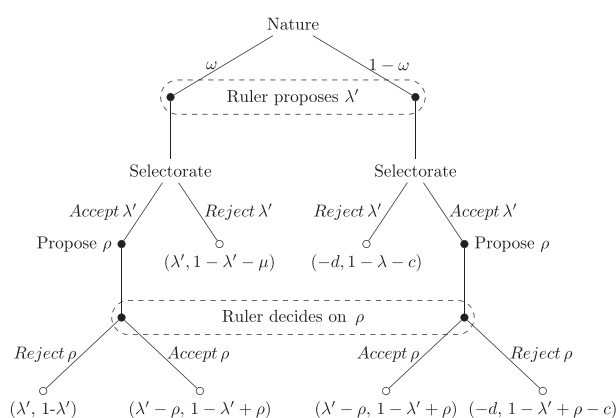 Nature
ω 1 − ω
Ruler proposes λ′
Selectorate Selectorate
Accept λ′ Reject λ′ Reject λ′ Accept λ′
Propose ρ Propose ρ
(λ′, 1 − λ′ − μ) (−d, 1 − λ − c)
Ruler decides on ρ
Reject ρ Accept ρ Accept ρ Reject ρ
(λ′, 1-λ′) (λ′ − ρ, 1 − λ′ + ρ) (λ′ − ρ, 1 − λ′ + ρ) (−d, 1 − λ′ + ρ − c)